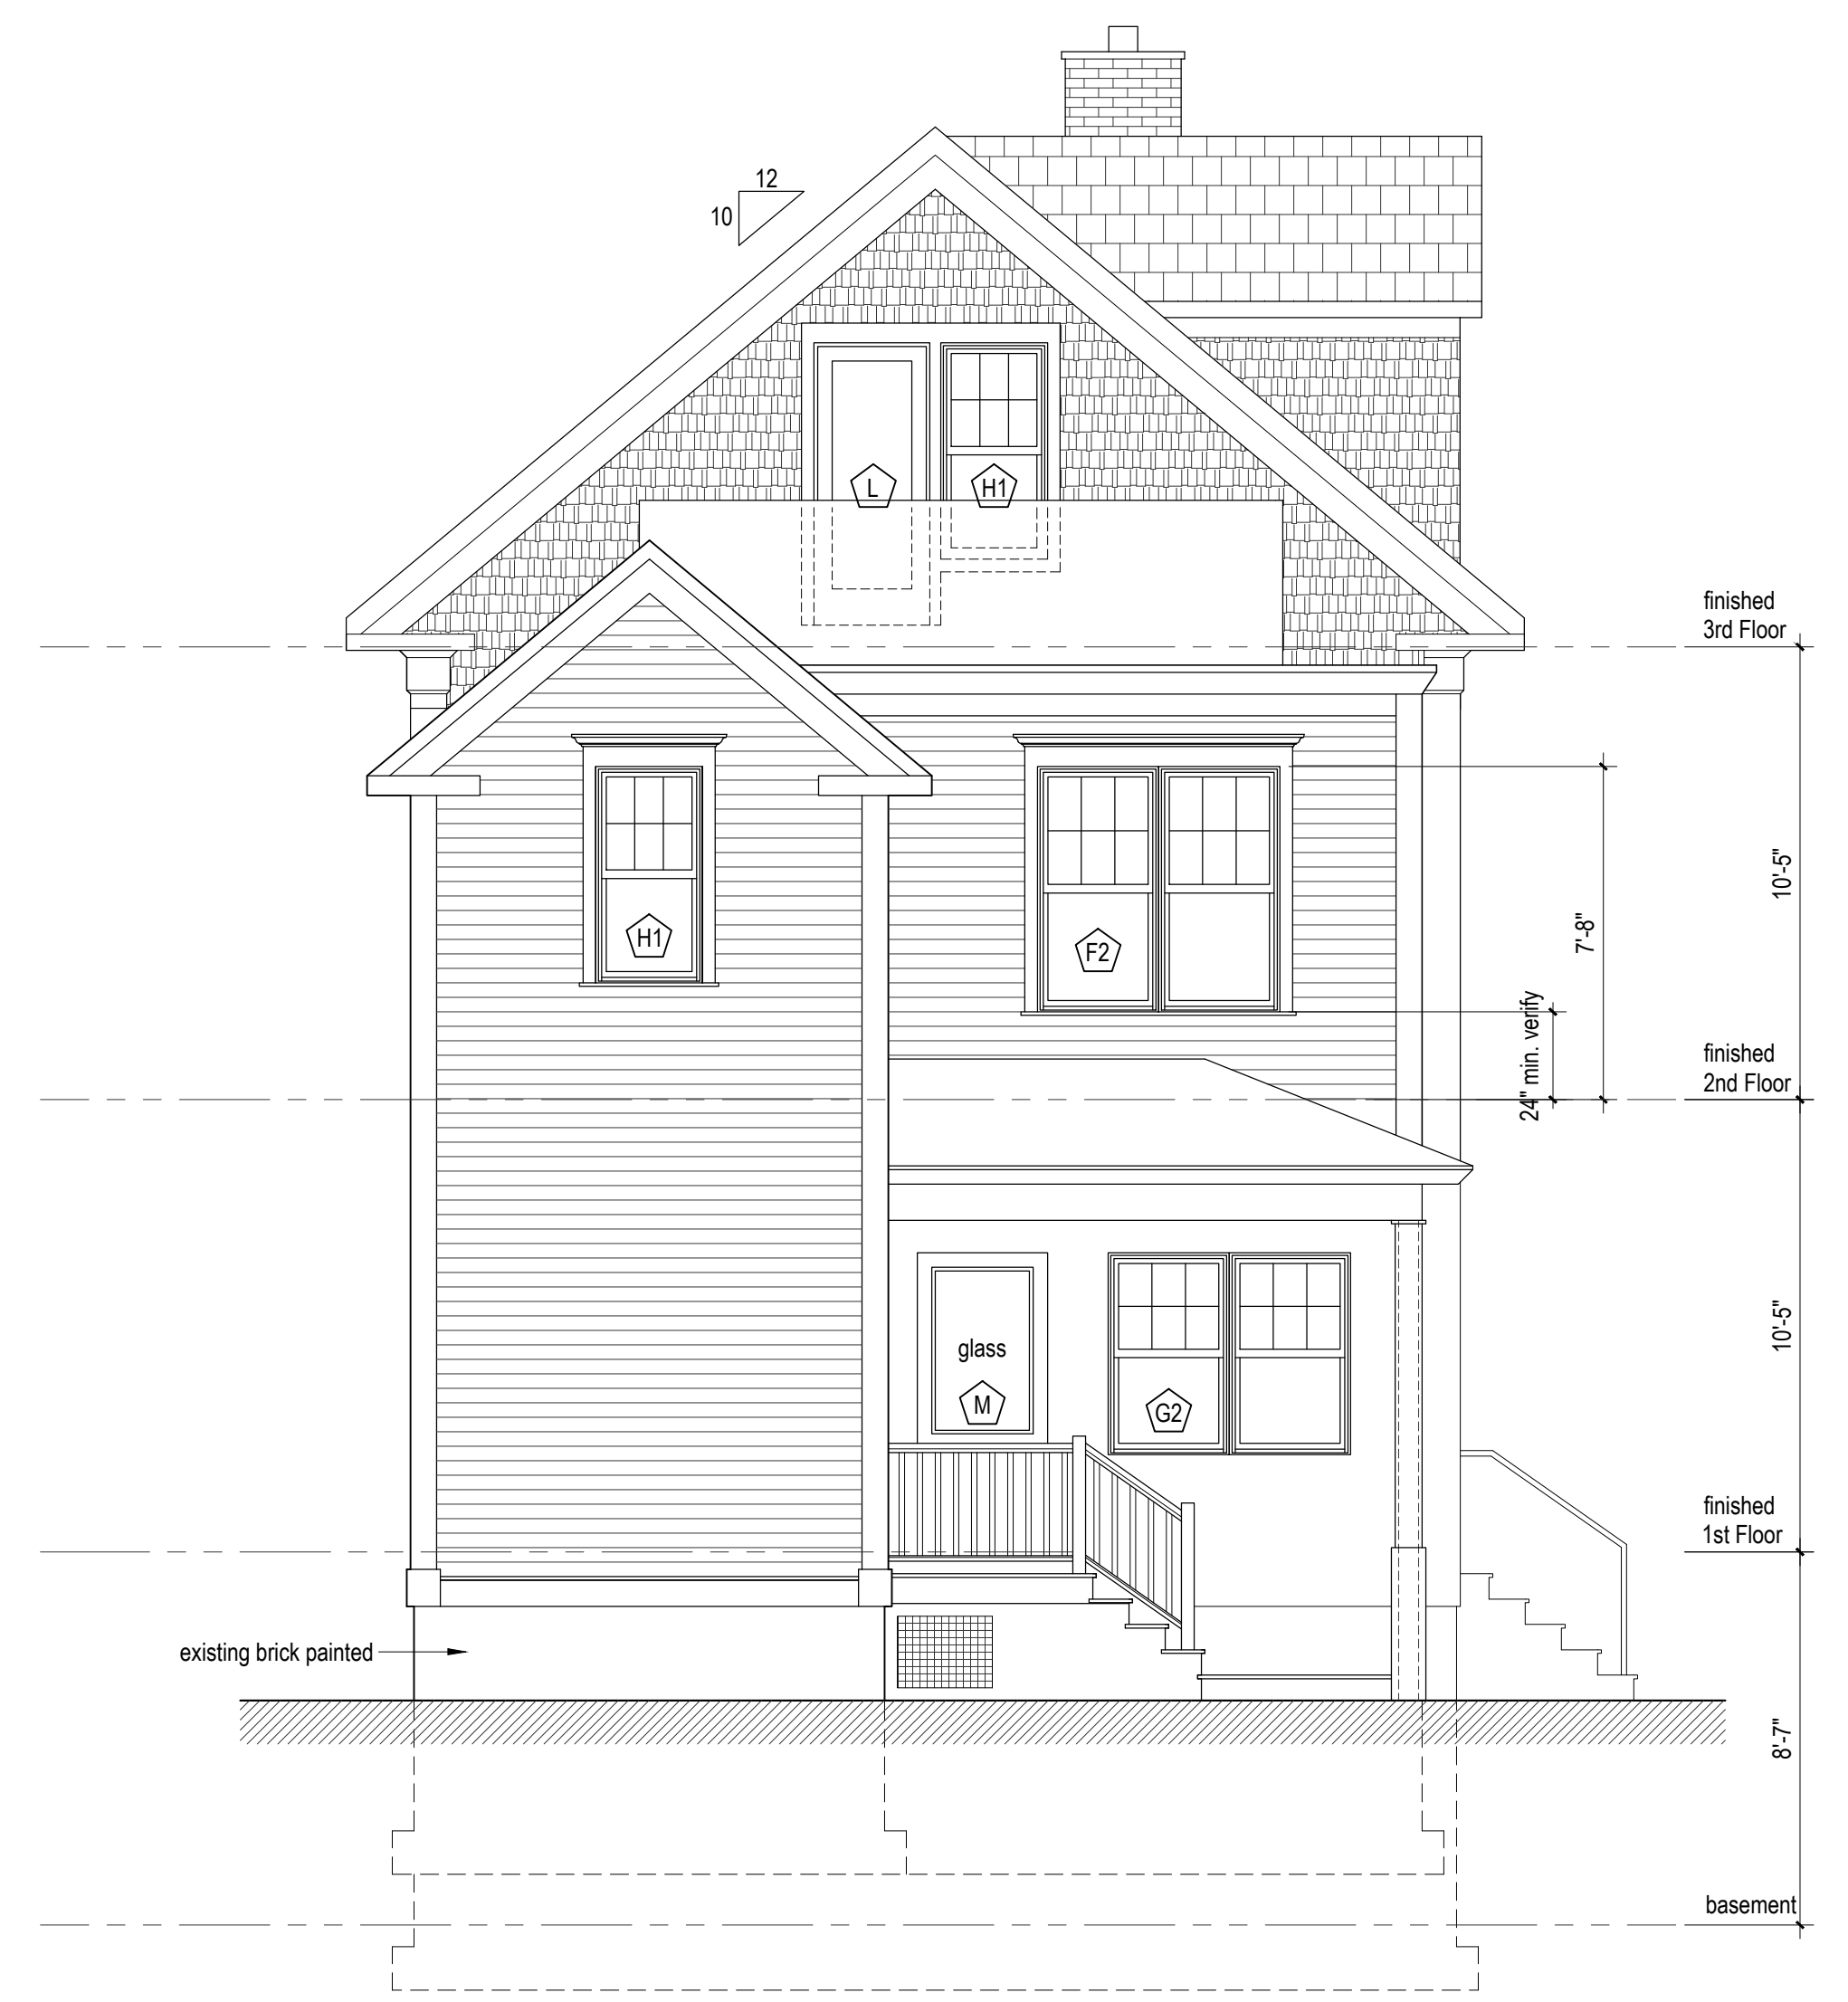 12
10
L
H1
finished
3rd Floor
10'-5"
7'-8"
H1
F2
24" min. verify
finished
2nd Floor
10'-5"
glass
M
G2
finished
1st Floor
existing brick painted
8'-7"
basement